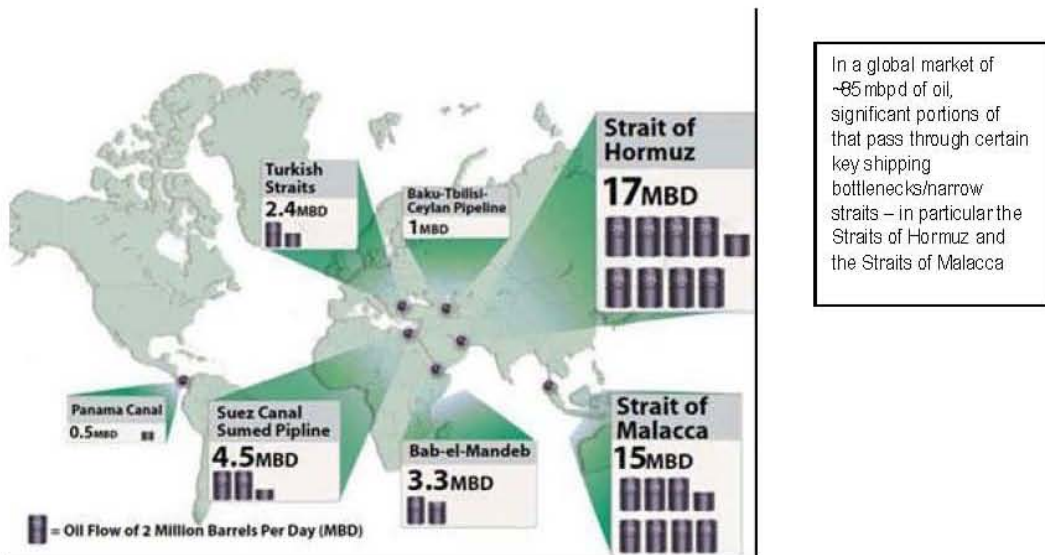 Strait of
Hormuz
17MBD
Turkish
Straits
2.4MBD
Baku-Tbilisi-
Ceylan Pipeline
1MBD
Panama Canal
0.5MBD
Suez Canal
Sumed Pipline
4.5MBD
Bab-el-Mandeb
3.3MBD
Strait of
Malacca
15MBD
= Oil Flow of 2 Million Barrels Per Day (MBD)
In a global market of
~85 mbpd of oil,
significant portions of
that pass through certain
key shipping
bottlenecks/narrow
straits – in particular the
Straits of Hormuz and
the Straits of Malacca